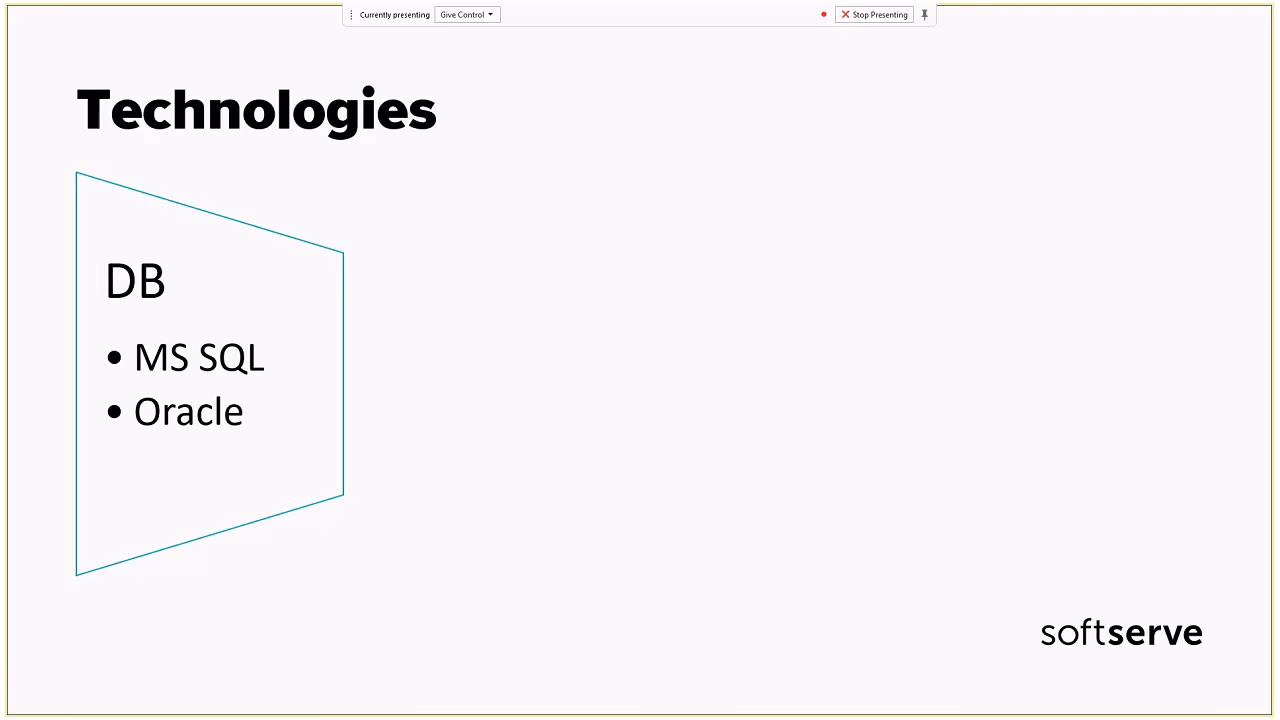 Currently presenting Give Control Stop Presenting
Technologies
DB
• MS SQL
• Oracle
softserve